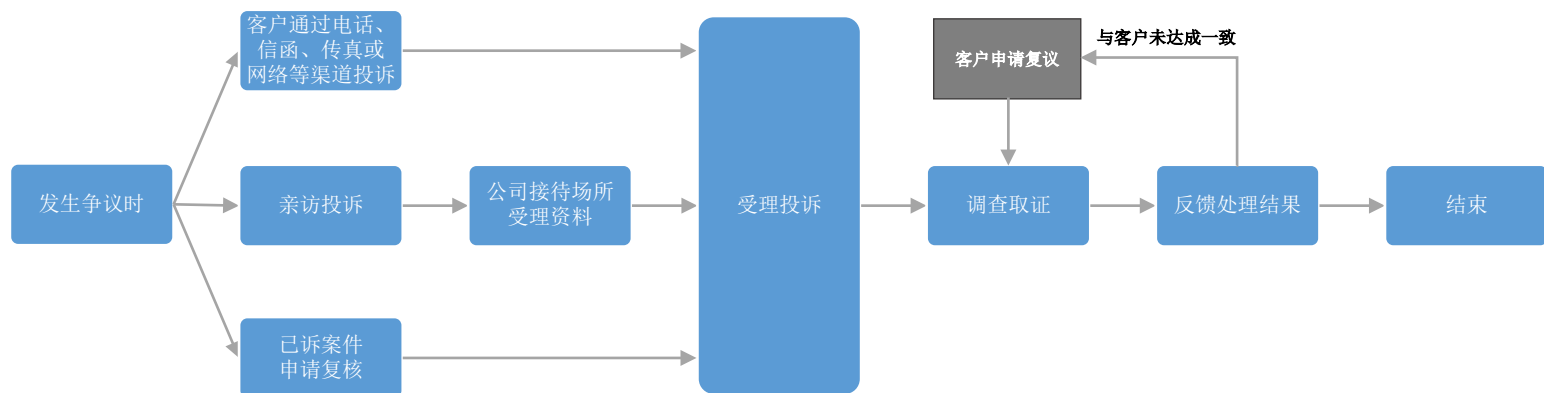 客户通过电话、
信函、传真或
网络等渠道投诉
与客户未达成一致
客户申请复议
发生争议时
亲访投诉
公司接待场所
受理资料
受理投诉
调查取证
反馈处理结果
结束
已诉案件
申请复核